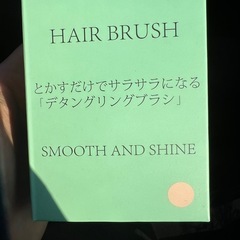 HAIR BRUSH
とかすだけでサラサラになる
「デタングリングブラシ」
SMOOTH AND SHINE